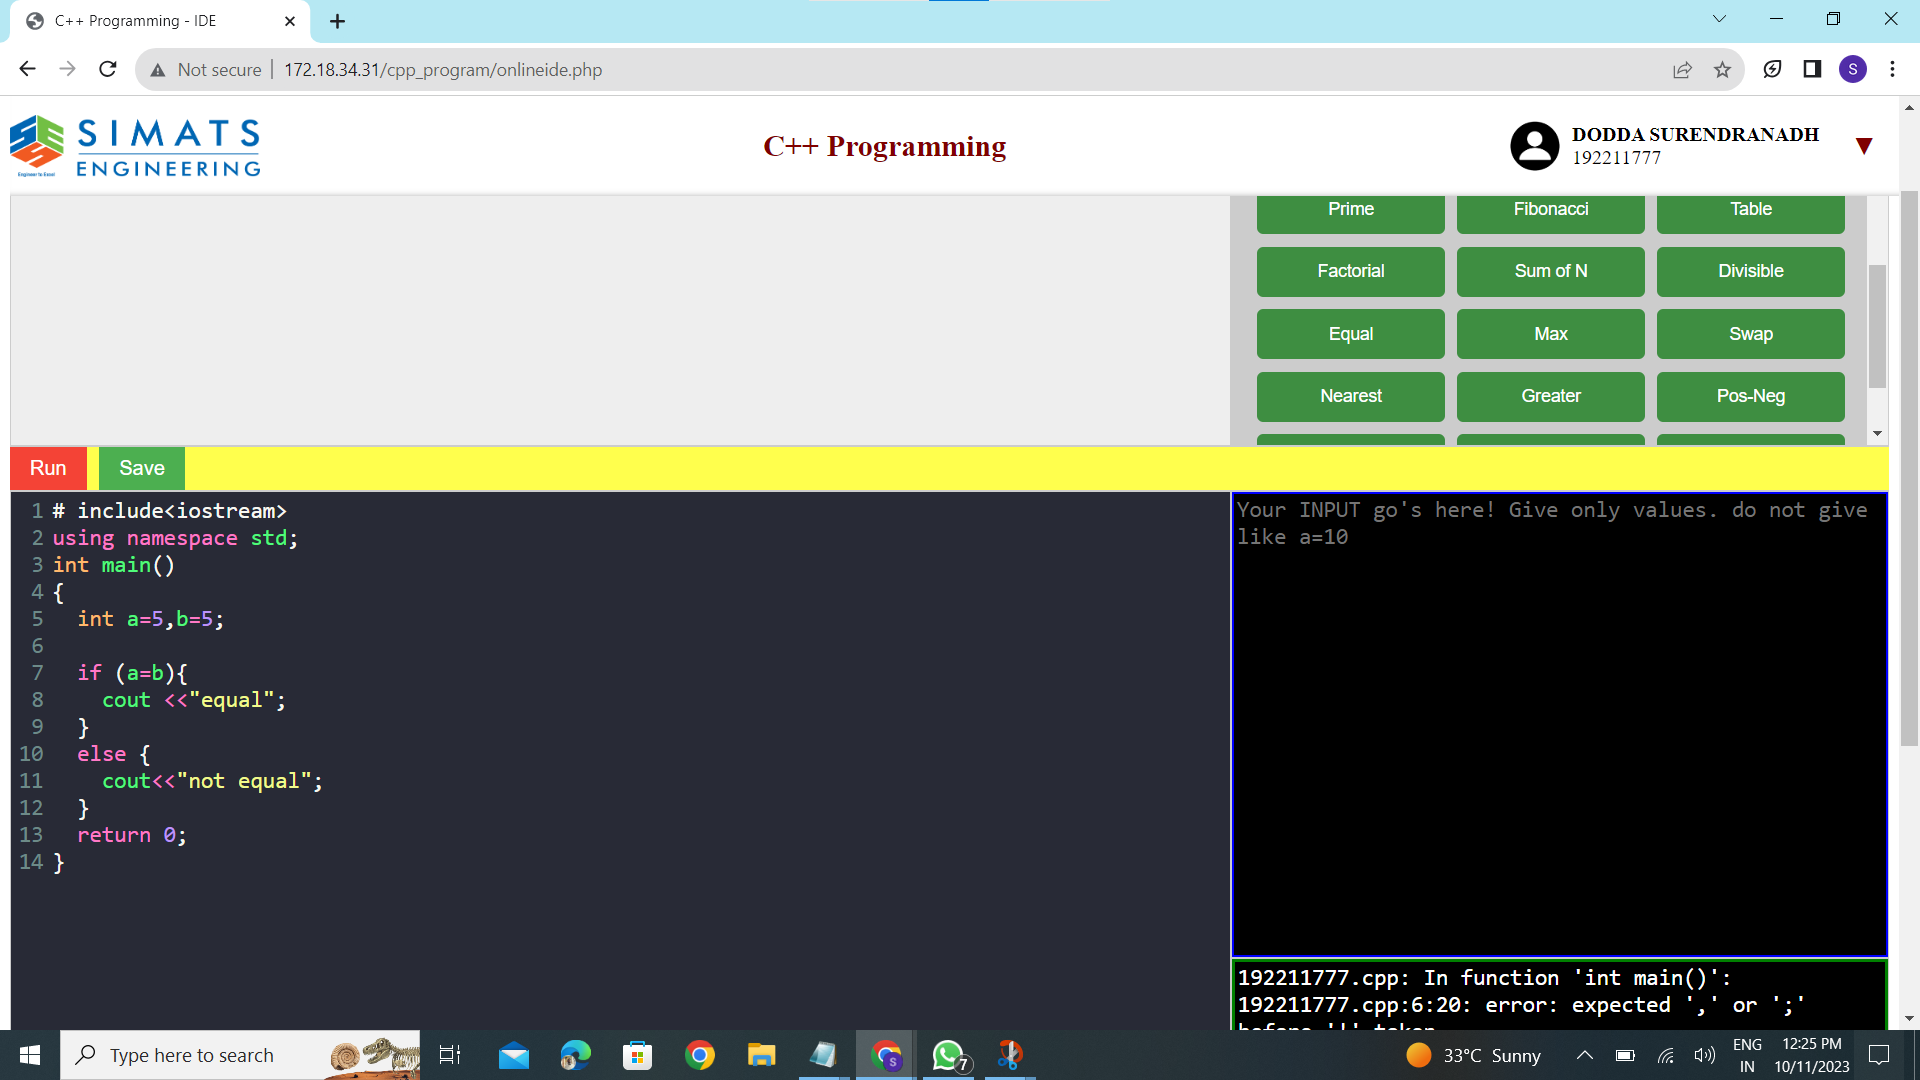 C++ Programming - IDE
Not secure
172.18.34.31/cpp_program/onlineide.php
S
SIMATS
ENGINEERING
Engineer to Excel
C++ Programming
DODDA SURENDRANADH
192211777
Prime
Fibonacci
Table
Factorial
Sum of N
Divisible
Equal
Max
Swap
Nearest
Greater
Pos-Neg
Run
Save
1 # include<iostream>
2 using namespace std;
3 int main()
4 {
5   int a=5,b=5;
6
7   if (a=b){
8     cout <<"equal";
9   }
10   else {
11     cout<<"not equal";
12   }
13   return 0;
14 }
Your INPUT go's here! Give only values. do not give
like a=10
192211777.cpp: In function 'int main()':
192211777.cpp:6:20: error: expected ',' or ';'
Type here to search
S
7
33°C Sunny
ENG
IN
12:25 PM
10/11/2023